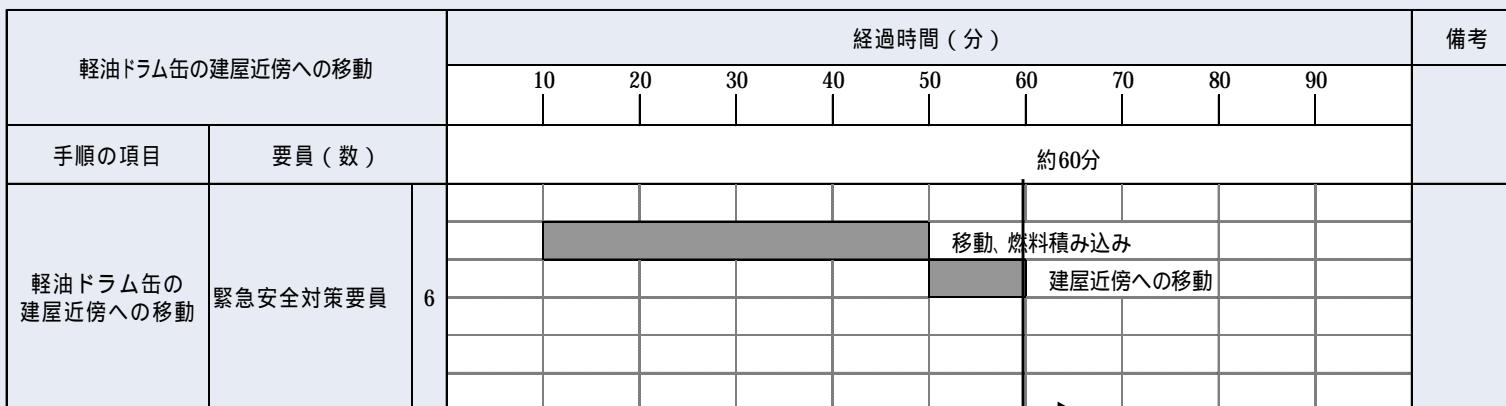 軽油ドラム缶の建屋近傍への移動
経過時間(分)
備考
10 20 30 40 50 60 70 80 90
手順の項目
要員(数)
約60分
移動、燃料積み込み
建屋近傍への移動
軽油ドラム缶の
建屋近傍への移動
緊急安全対策要員
6